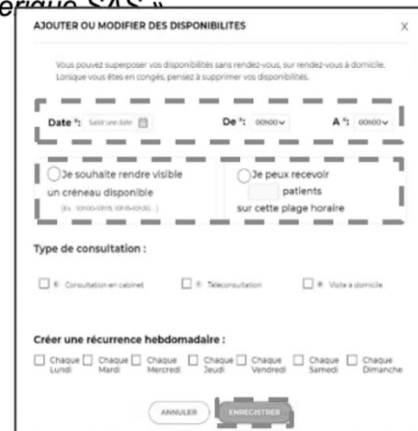 érique SAS »
AJOUTER OU MODIFIER DES DISPONIBILITES X
Vous pouvez superposer vos disponibilités sans rendez-vous, sur rendez-vous à domicile.
Lorsque vous êtes en congés, pensez à supprimer vos disponibilités.
Date *: Saisir une date De *: 00h00 A *: 00h00
Je souhaite rendre visible
un créneau disponible
Je peux recevoir
patients
sur cette plage horaire
Type de consultation :
Consultation en cabinet Téléconsultation Visite à domicile
Créer une récurrence hebdomadaire :
Chaque Lundi Chaque Mardi Chaque Mercredi Chaque Jeudi Chaque Vendredi Chaque Samedi Chaque Dimanche
ANNULER ENREGISTRER